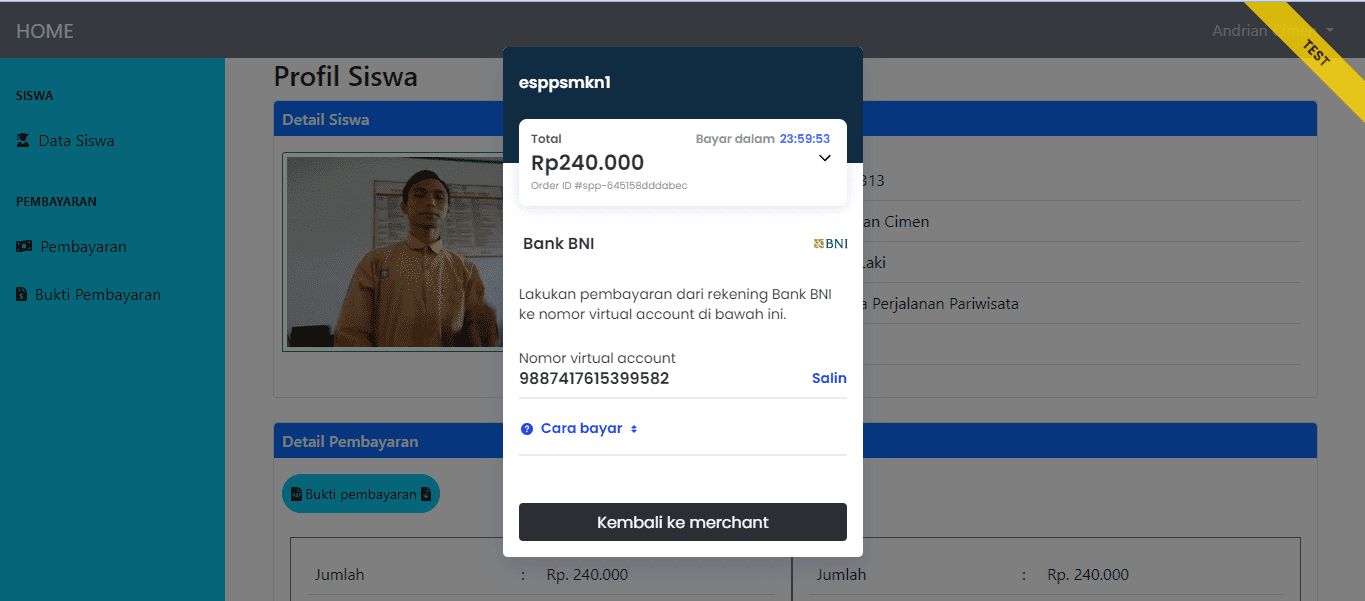 HOME
Andrian Cimen
TEST
SISWA
Data Siswa
PEMBAYARAN
Pembayaran
Bukti Pembayaran
Profil Siswa
Detail Siswa
313
an Cimen
Laki
a Perjalanan Pariwisata
esppsmkn1
Total
Bayar dalam 23:59:53
Rp240.000
Order ID #spp-645158dddabec
Bank BNI
BNI
Lakukan pembayaran dari rekening Bank BNI
ke nomor virtual account di bawah ini.
Nomor virtual account
9887417615399582
Salin
? Cara bayar
Kembali ke merchant
Detail Pembayaran
Bukti pembayaran
Jumlah : Rp. 240.000
Jumlah : Rp. 240.000